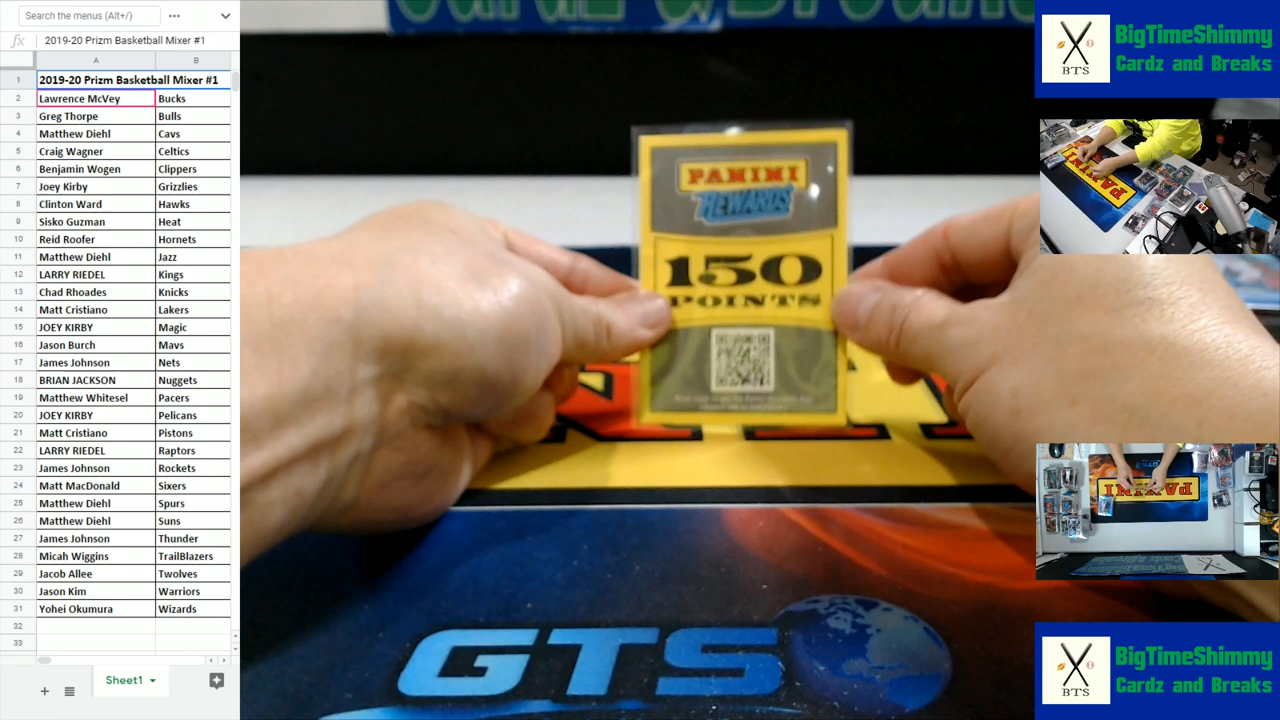 Search the menus (Alt+/)
fx 2019-20 Prizm Basketball Mixer #1
A B
1 2019-20 Prizm Basketball Mixer #1
2 Lawrence McVey Bucks
3 Greg Thorpe Bulls
4 Matthew Diehl Cavs
5 Craig Wagner Celtics
6 Benjamin Wogen Clippers
7 Joey Kirby Grizzlies
8 Clinton Ward Hawks
9 Sisko Guzman Heat
10 Reid Roofer Hornets
11 Matthew Diehl Jazz
12 LARRY RIEDEL Kings
13 Chad Rhoades Knicks
14 Matt Cristiano Lakers
15 JOEY KIRBY Magic
16 Jason Burch Mavs
17 James Johnson Nets
18 BRIAN JACKSON Nuggets
19 Matthew Whitesel Pacers
20 JOEY KIRBY Pelicans
21 Matt Cristiano Pistons
22 LARRY RIEDEL Raptors
23 James Johnson Rockets
24 Matt MacDonald Sixers
25 Matthew Diehl Spurs
26 Matthew Diehl Suns
27 James Johnson Thunder
28 Micah Wiggins TrailBlazers
29 Jacob Allee Twolves
30 Jason Kim Warriors
31 Yohei Okumura Wizards
32
33
Sheet1
PANINI
REWARDS
150
POINTS
GTS
BTS
BigTimeShimmy
Cardz and Breaks
PANINI
PANINI
BTS
BigTimeShimmy
Cardz and Breaks